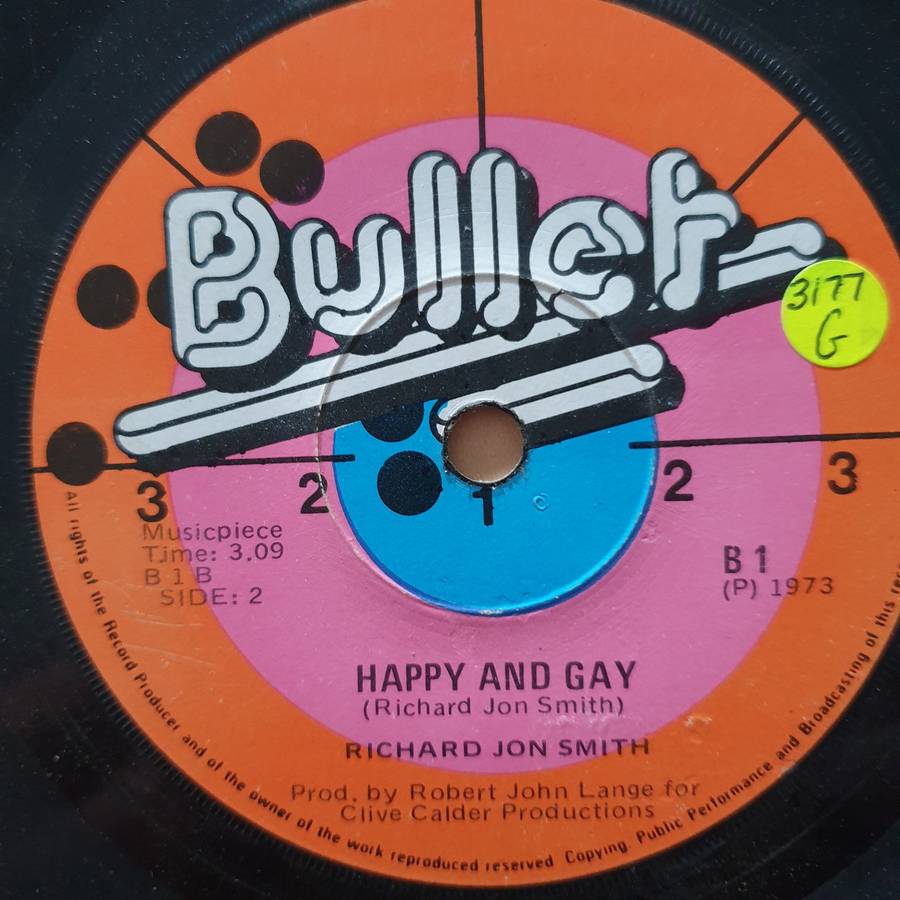 Bullet
3177
G
3 2 1 2 3
Musicpiece
Time: 3.09
B 1 B
SIDE: 2
B 1
(P) 1973
HAPPY AND GAY
(Richard Jon Smith)
RICHARD JON SMITH
Prod. by Robert John Lange for
Clive Calder Productions
All rights of the Record Producer and of the owner of the work reproduced reserved Copying, Public Performance and Broadcasting of this